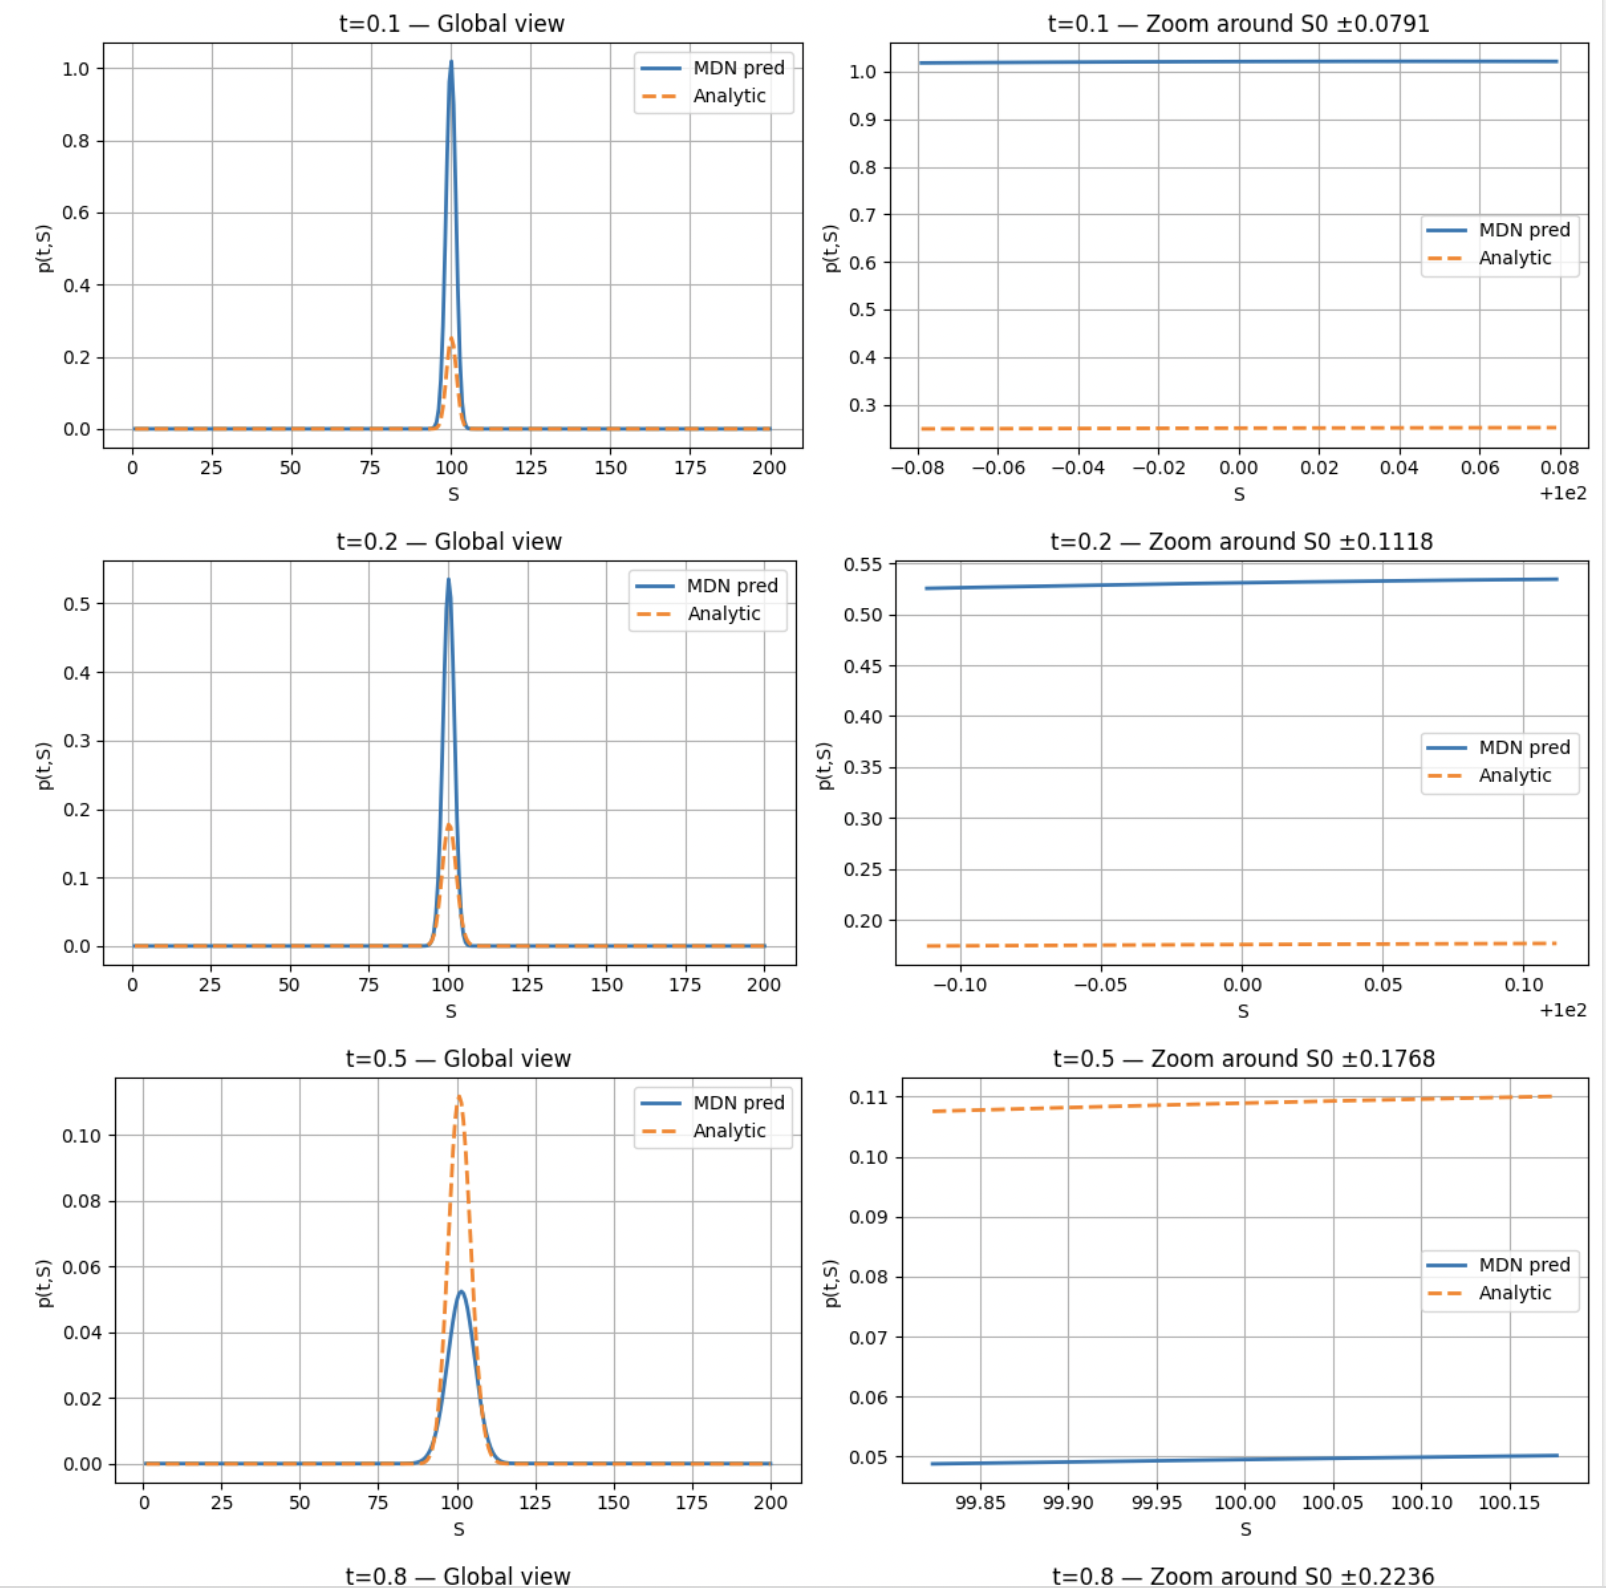 t=0.1 — Global view
MDN pred
Analytic
1.0
0.8
0.6
0.4
0.2
0.0
p(t,S)
0 25 50 75 100 125 150 175 200
S
t=0.1 — Zoom around S0 ±0.0791
1.0
0.9
0.8
0.7
0.6
0.5
0.4
0.3
p(t,S)
MDN pred
Analytic
−0.08 −0.06 −0.04 −0.02 0.00 0.02 0.04 0.06 0.08
S
+1e2
t=0.2 — Global view
MDN pred
Analytic
0.5
0.4
0.3
0.2
0.1
0.0
p(t,S)
0 25 50 75 100 125 150 175 200
S
t=0.2 — Zoom around S0 ±0.1118
0.55
0.50
0.45
0.40
0.35
0.30
0.25
0.20
p(t,S)
MDN pred
Analytic
−0.10 −0.05 0.00 0.05 0.10
S
+1e2
t=0.5 — Global view
MDN pred
Analytic
0.10
0.08
0.06
0.04
0.02
0.00
p(t,S)
0 25 50 75 100 125 150 175 200
S
t=0.5 — Zoom around S0 ±0.1768
0.11
0.10
0.09
0.08
0.07
0.06
0.05
p(t,S)
MDN pred
Analytic
99.85 99.90 99.95 100.00 100.05 100.10 100.15
S
t=0.8 — Global view
t=0.8 — Zoom around S0 ±0.2236